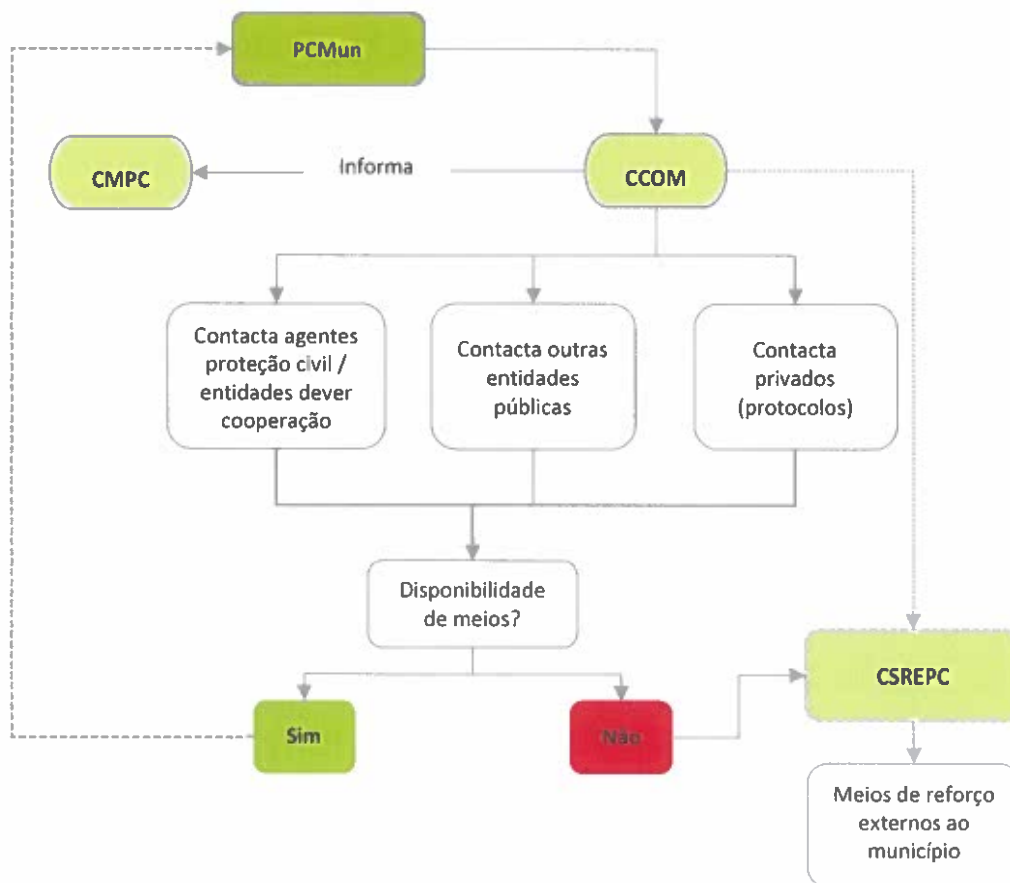 PCMun
CMPC
Informa
CCOM
Contacta agentes
proteção civil /
entidades dever
cooperação
Contacta outras
entidades
públicas
Contacta
privados
(protocolos)
Disponibilidade
de meios?
CSREPC
Sim
Não
Meios de reforço
externos ao
município